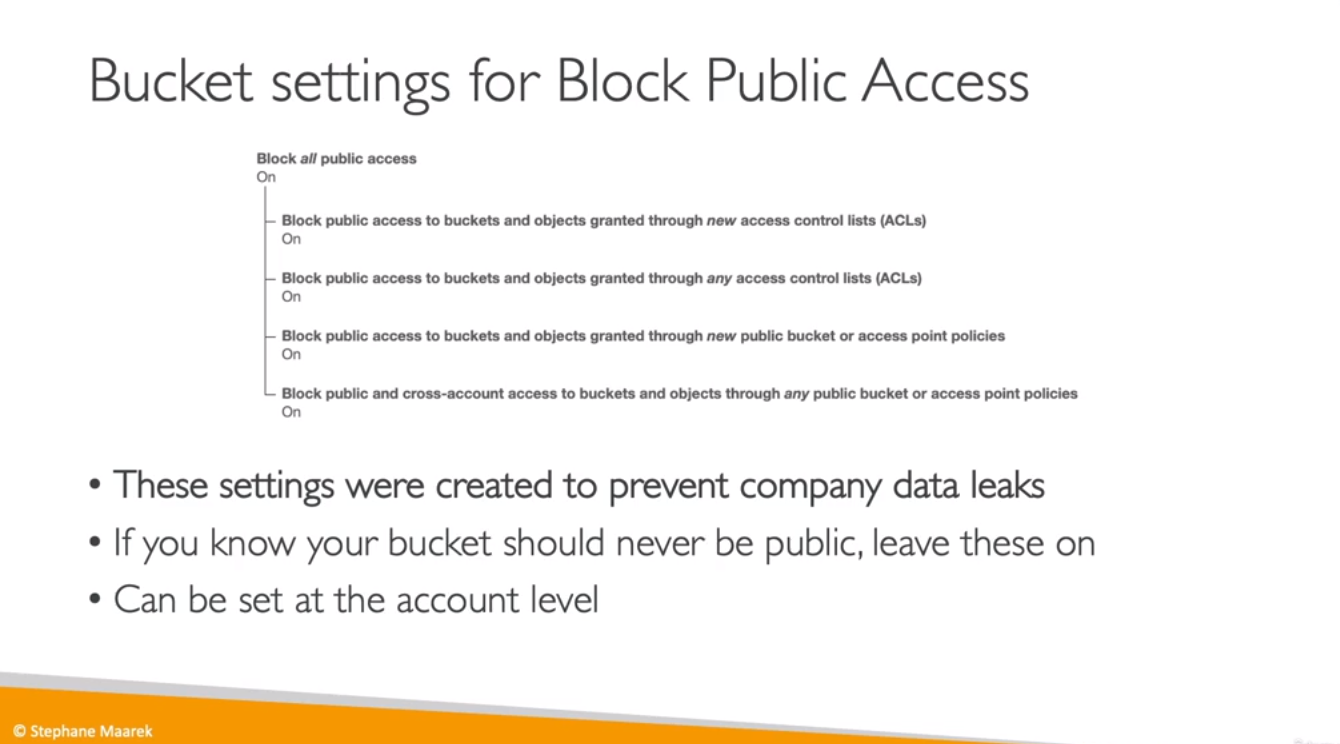 Bucket settings for Block Public Access
Block all public access
On
Block public access to buckets and objects granted through new access control lists (ACLs)
On
Block public access to buckets and objects granted through any access control lists (ACLs)
On
Block public access to buckets and objects granted through new public bucket or access point policies
On
Block public and cross-account access to buckets and objects through any public bucket or access point policies
On
• These settings were created to prevent company data leaks
• If you know your bucket should never be public, leave these on
• Can be set at the account level
© Stephane Maarek